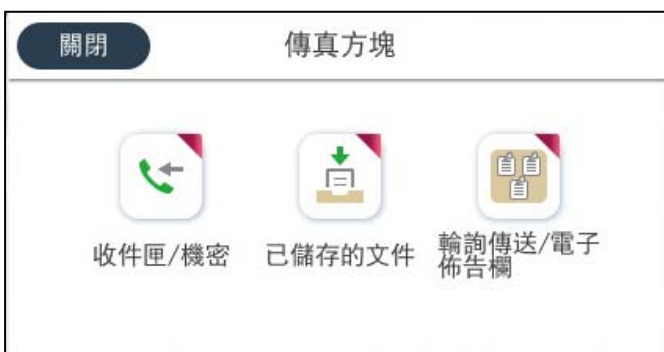 關閉
傳真方塊
收件匣/機密
已儲存的文件
輪詢傳送/電子
佈告欄